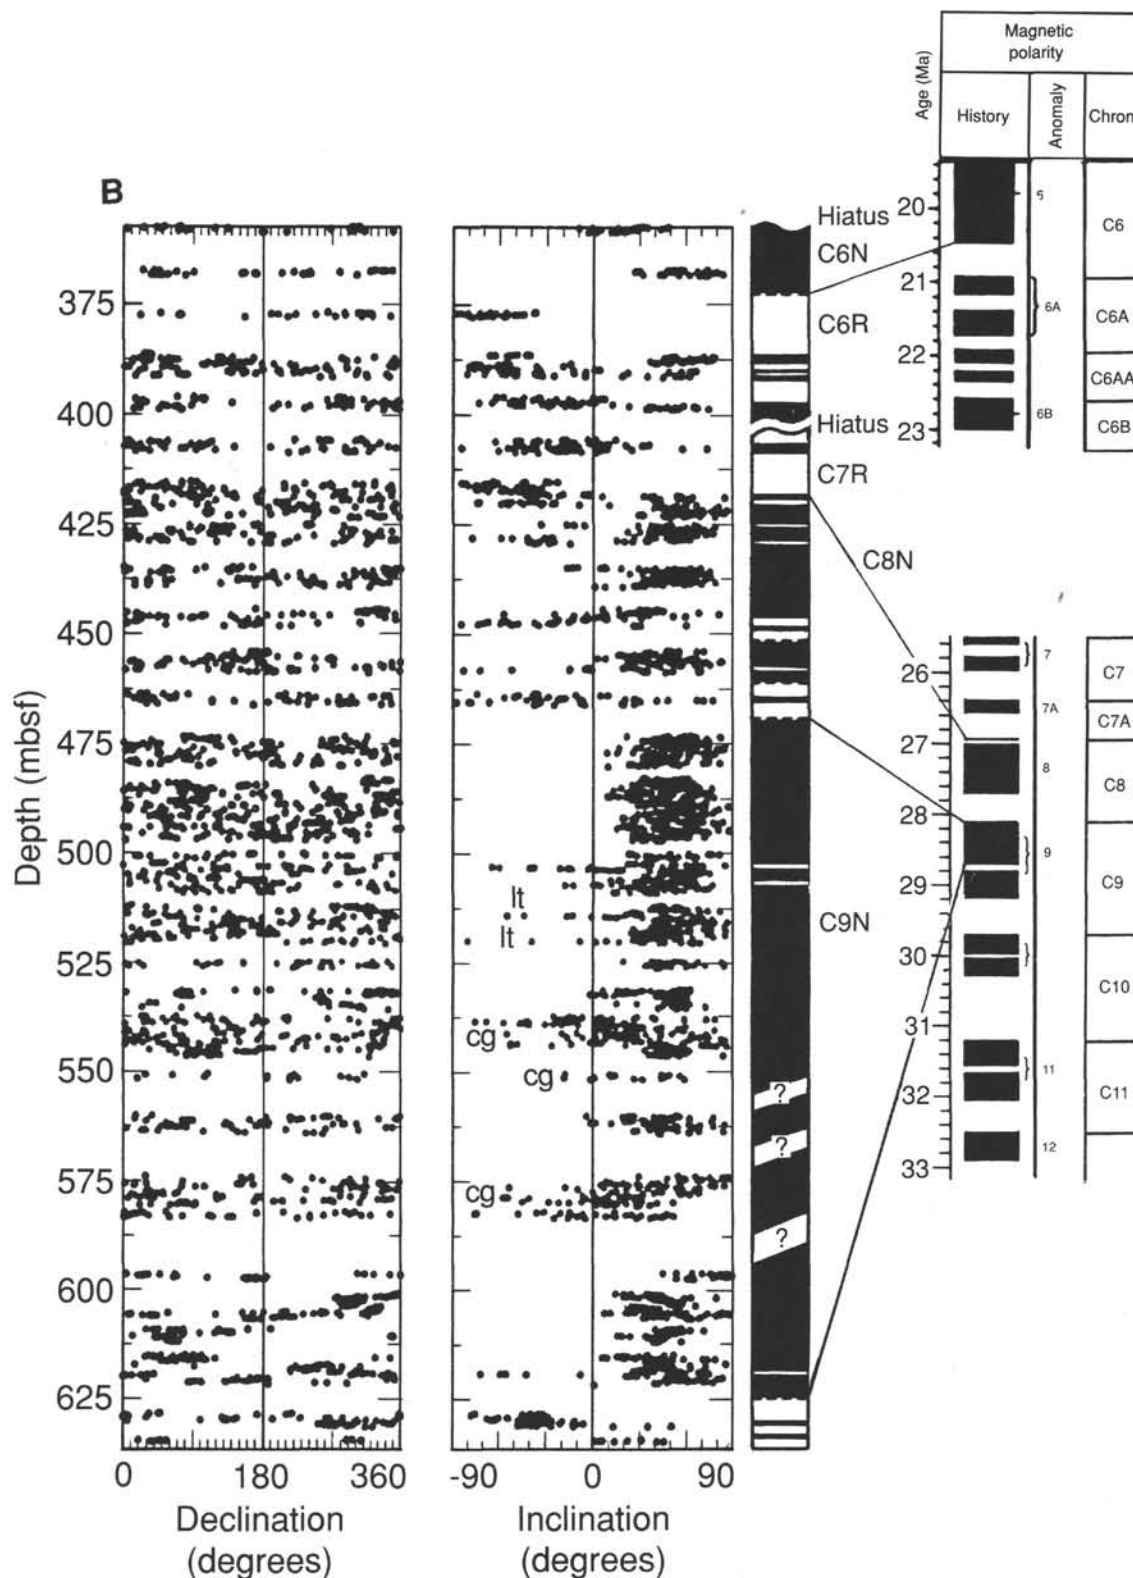 Magnetic
polarity
Age (Ma)
History
Anomaly
Chron
B
Hiatus
C6N
C6R
Hiatus
C7R
C8N
C9N
20
21
22
23
6A
6B
C6
C6A
C6AA
C6B
26
27
28
29
30
31
32
33
7
7A
8
9
11
12
C7
C7A
C8
C9
C10
C11
375
400
425
450
475
500
525
550
575
600
625
Depth (mbsf)
lt
lt
cg
cg
cg
?
?
?
0 180 360
-90 0 90
Declination
(degrees)
Inclination
(degrees)